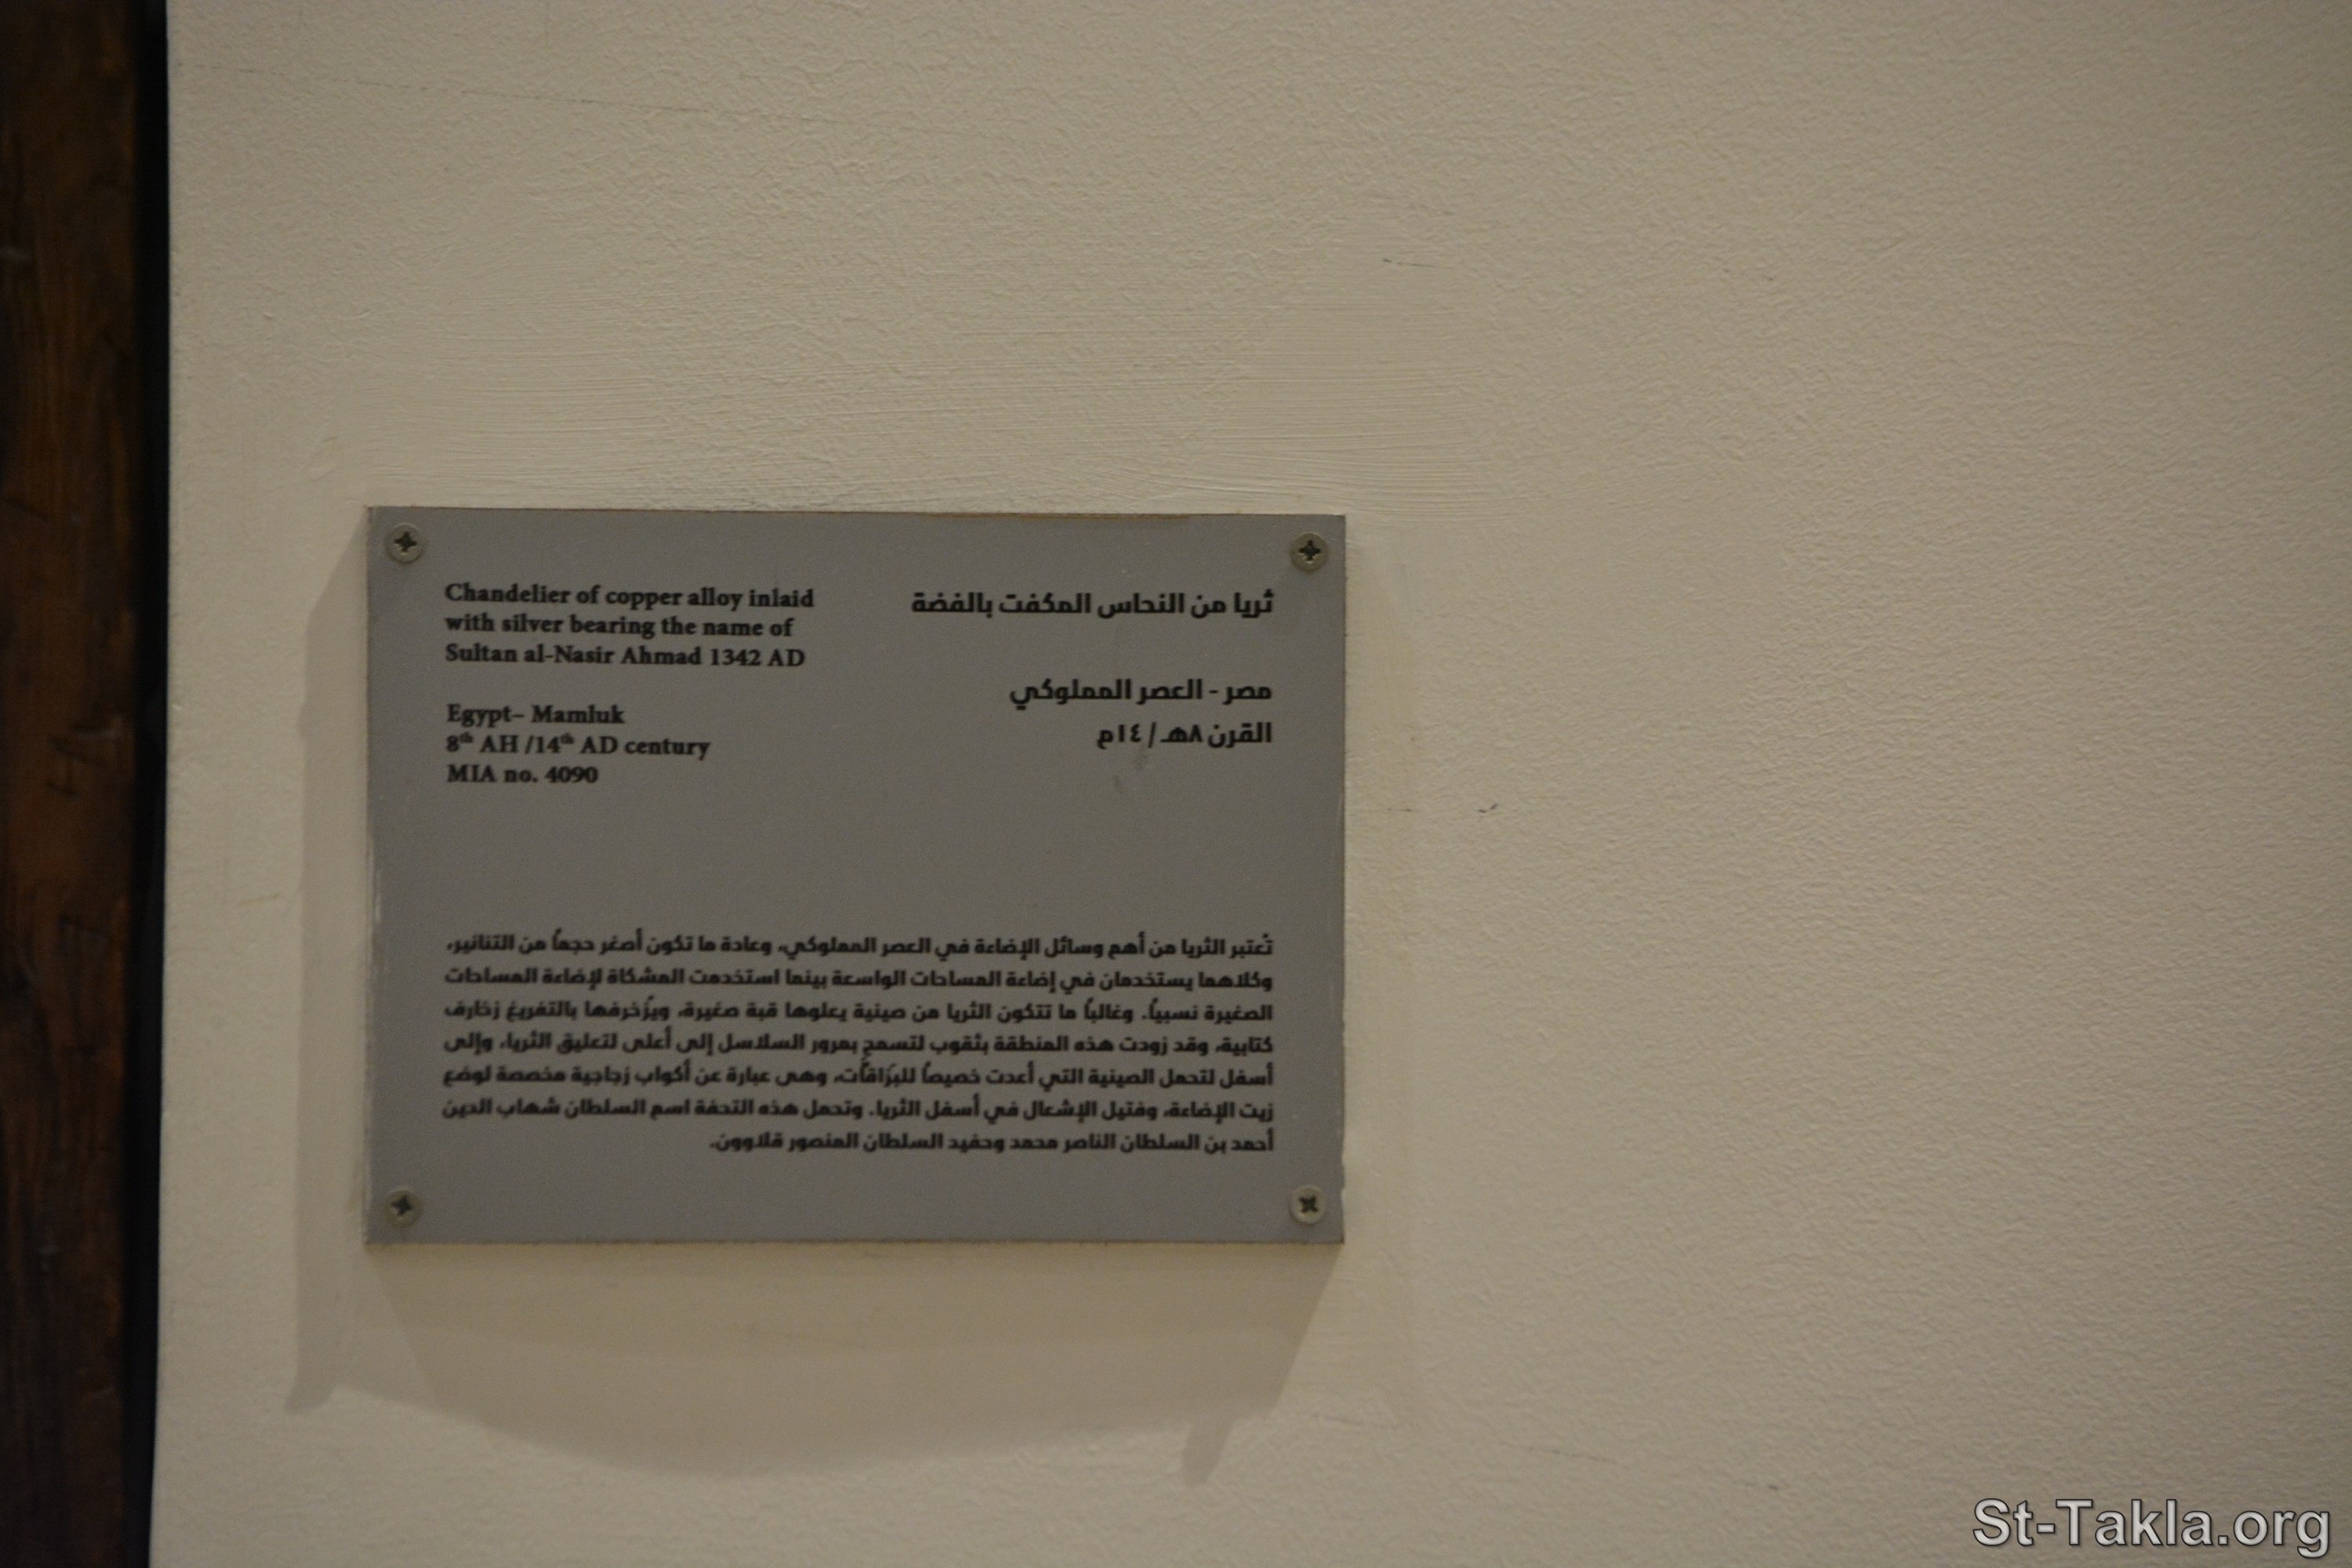 Chandelier of copper alloy inlaid
with silver bearing the name of
Sultan al-Nasir Ahmad 1342 AD
Egypt– Mamluk
8th AH /14th AD century
MIA no. 4090
ثريا من النحاس المكفت بالفضة
مصر - العصر المملوكي
القرن ٨هـ / ١٤م
تُعتبر الثريا من أهم وسائل الإضاءة في العصر المملوكي، وعادة ما تكون أصغر حجماً من التنانير،
وكلاهما يستخدمان في إضاءة المساحات الواسعة بينما استخدمت المشكاة لإضاءة المساحات
الصغيرة نسبياً. وغالباً ما تتكون الثريا من صينية يعلوها قبة صغيرة، ويُزخرفها بالتفريغ زخارف
كتابية، وقد زودت هذه المنطقة بثقوب لتسمح بمرور السلاسل إلى أعلى لتعليق الثريا، وإلى
أسفل لتحمل الصينية التي أعدت خصيصاً للبزاقات، وهى عبارة عن أكواب زجاجية مخصصة لوضع
زيت الإضاءة، وفتيل الإشعال في أسفل الثريا. وتحمل هذه التحفة اسم السلطان شهاب الدين
أحمد بن السلطان الناصر محمد وحفيد السلطان المنصور قلاوون.
St-Takla.org